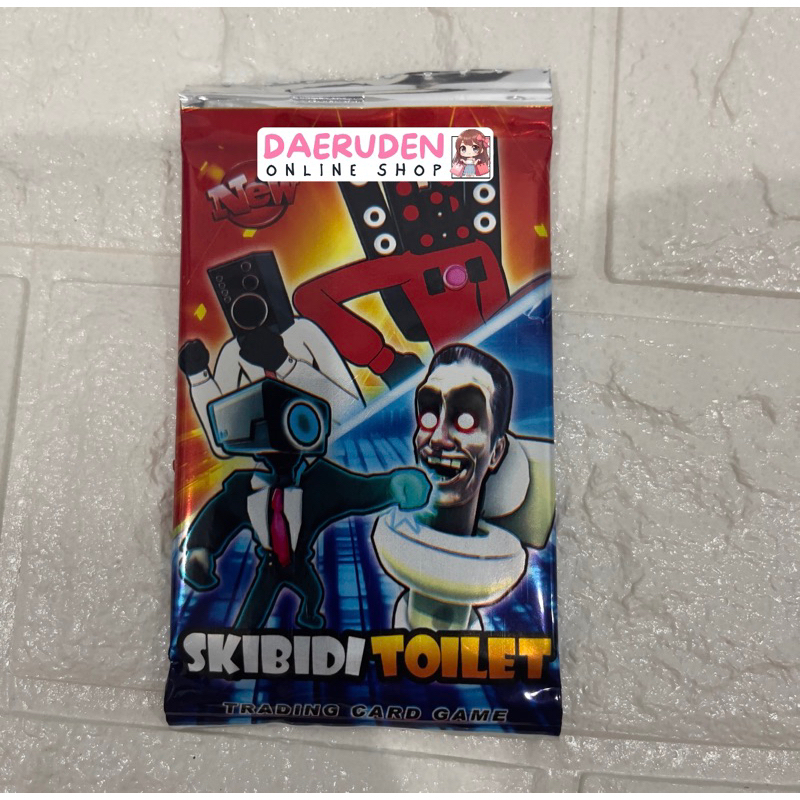 DAERUDEN
ONLINE SHOP
New
SKIBIDI TOILET
TRADING CARD GAME